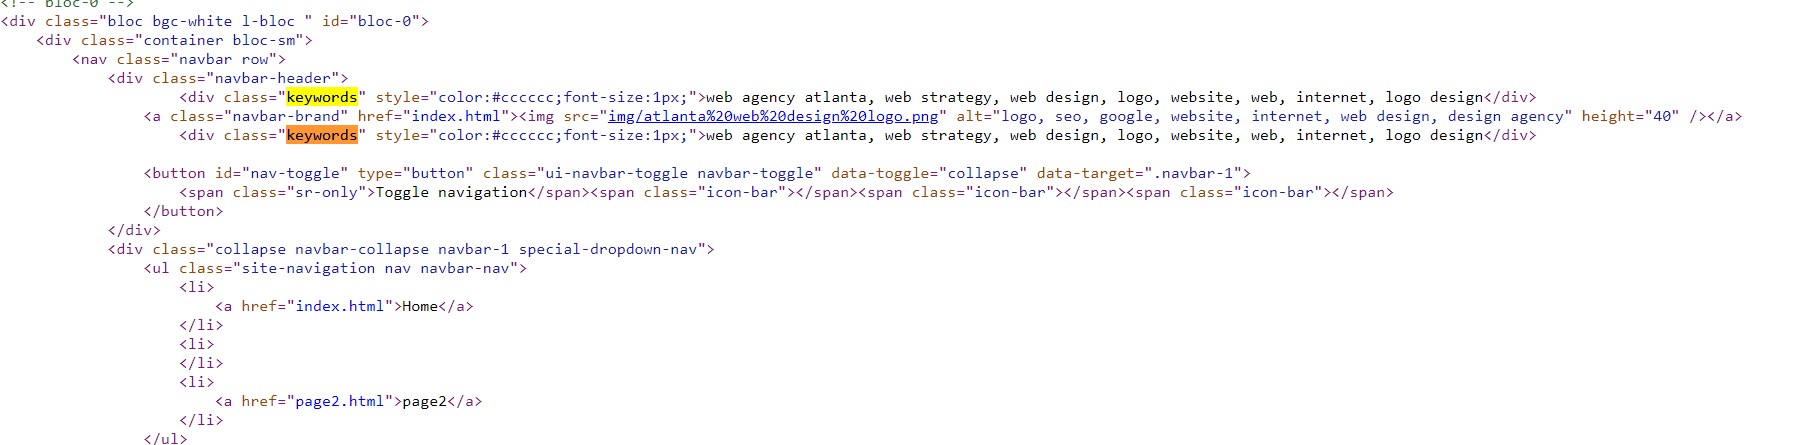 <!-- bloc-0 -->
<div class="bloc bgc-white l-bloc " id="bloc-0">
<div class="container bloc-sm">
<nav class="navbar row">
<div class="navbar-header">
<div class="keywords" style="color:#cccccc;font-size:1px;">web agency atlanta, web strategy, web design, logo, website, web, internet, logo design</div>
<a class="navbar-brand" href="index.html"><img src="img/atlanta%20web%20design%20logo.png" alt="logo, seo, google, website, internet, web design, design agency" height="40" /></a>
<div class="keywords" style="color:#cccccc;font-size:1px;">web agency atlanta, web strategy, web design, logo, website, web, internet, logo design</div>
<button id="nav-toggle" type="button" class="ui-navbar-toggle navbar-toggle" data-toggle="collapse" data-target=".navbar-1">
<span class="sr-only">Toggle navigation</span><span class="icon-bar"></span><span class="icon-bar"></span><span class="icon-bar"></span>
</button>
</div>
<div class="collapse navbar-collapse navbar-1 special-dropdown-nav">
<ul class="site-navigation nav navbar-nav">
<li>
<a href="index.html">Home</a>
</li>
<li>
</li>
<li>
<a href="page2.html">page2</a>
</li>
</ul>